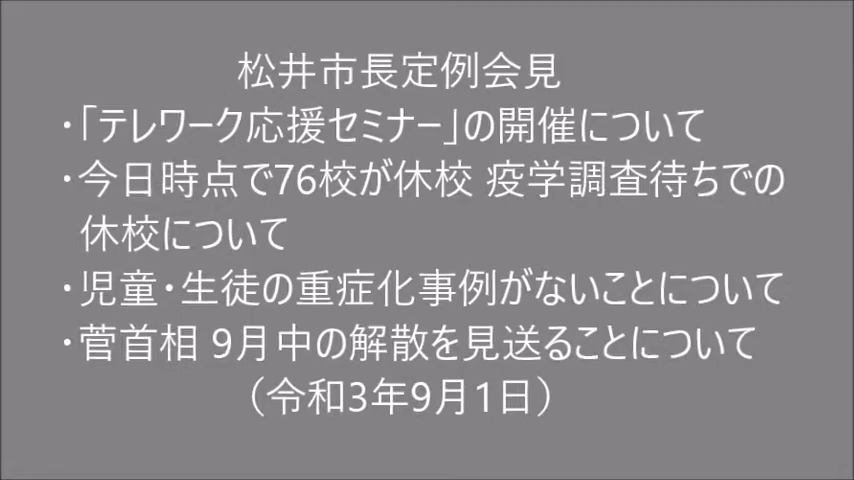 松井市長定例会見
・「テレワーク応援セミナー」の開催について
・今日時点で76校が休校 疫学調査待ちでの
休校について
・児童・生徒の重症化事例がないことについて
・菅首相 9月中の解散を見送ることについて
（令和3年9月1日）